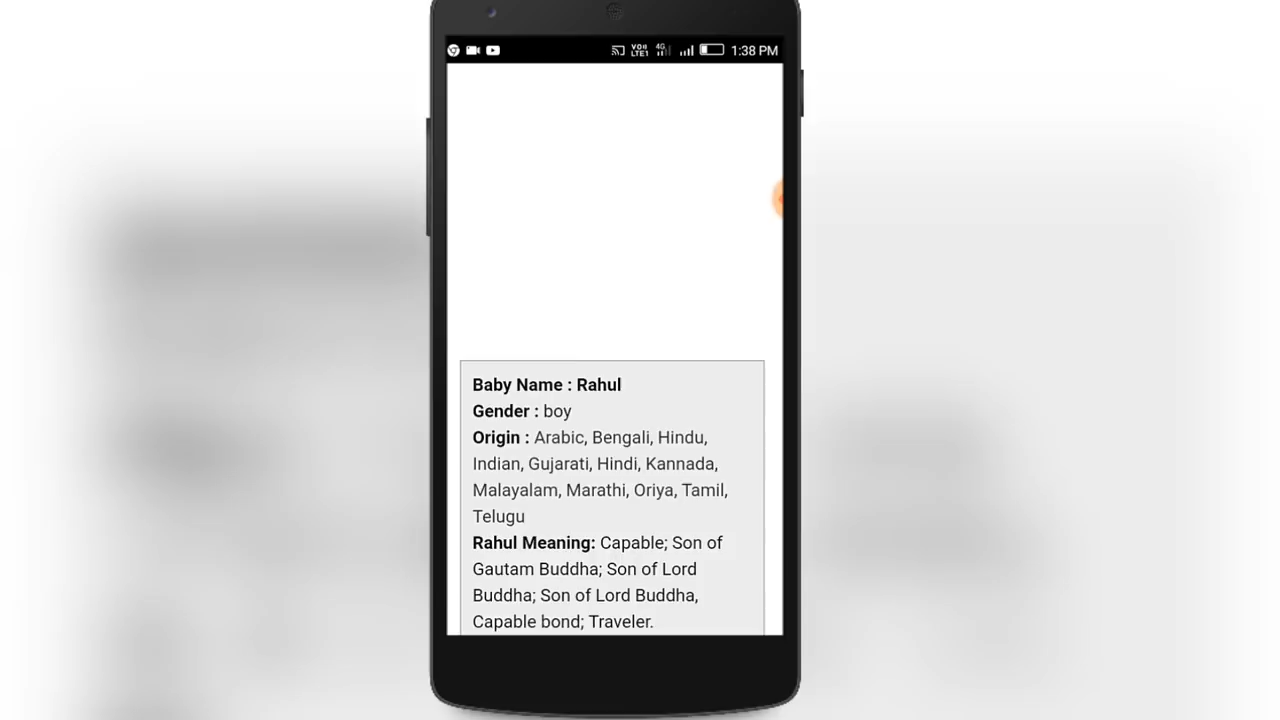 VoLTE1 4G 1:38 PM
Baby Name : Rahul
Gender : boy
Origin : Arabic, Bengali, Hindu,
Indian, Gujarati, Hindi, Kannada,
Malayalam, Marathi, Oriya, Tamil,
Telugu
Rahul Meaning: Capable; Son of
Gautam Buddha; Son of Lord
Buddha; Son of Lord Buddha,
Capable bond; Traveler.